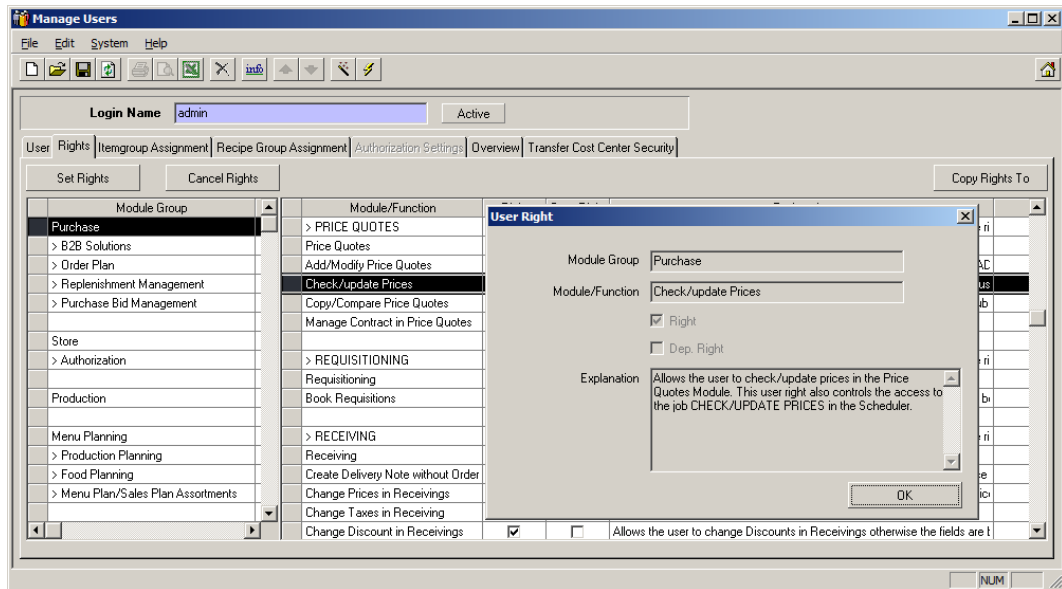 Manage Users
File Edit System Help
info
Login Name admin Active
User Rights Itemgroup Assignment Recipe Group Assignment Authorization Settings Overview Transfer Cost Center Security
Set Rights Cancel Rights Copy Rights To
Module Group Module/Function
Purchase > PRICE QUOTES
> B2B Solutions Price Quotes
> Order Plan Add/Modify Price Quotes
> Replenishment Management Check/update Prices
> Purchase Bid Management Copy/Compare Price Quotes
Manage Contract in Price Quotes
Store
> Authorization > REQUISITIONING
Requisitioning
Production Book Requisitions
Menu Planning > RECEIVING
> Production Planning Receiving
> Food Planning Create Delivery Note without Order
> Menu Plan/Sales Plan Assortments Change Prices in Receivings
Change Taxes in Receiving
Change Discount in Receivings Allows the user to change Discounts in Receivings otherwise the fields are
User Right
Module Group Purchase
Module/Function Check/update Prices
Right
Dep. Right
Explanation Allows the user to check/update prices in the Price
Quotes Module. This user right also controls the access to
the job CHECK/UPDATE PRICES in the Scheduler.
OK
NUM